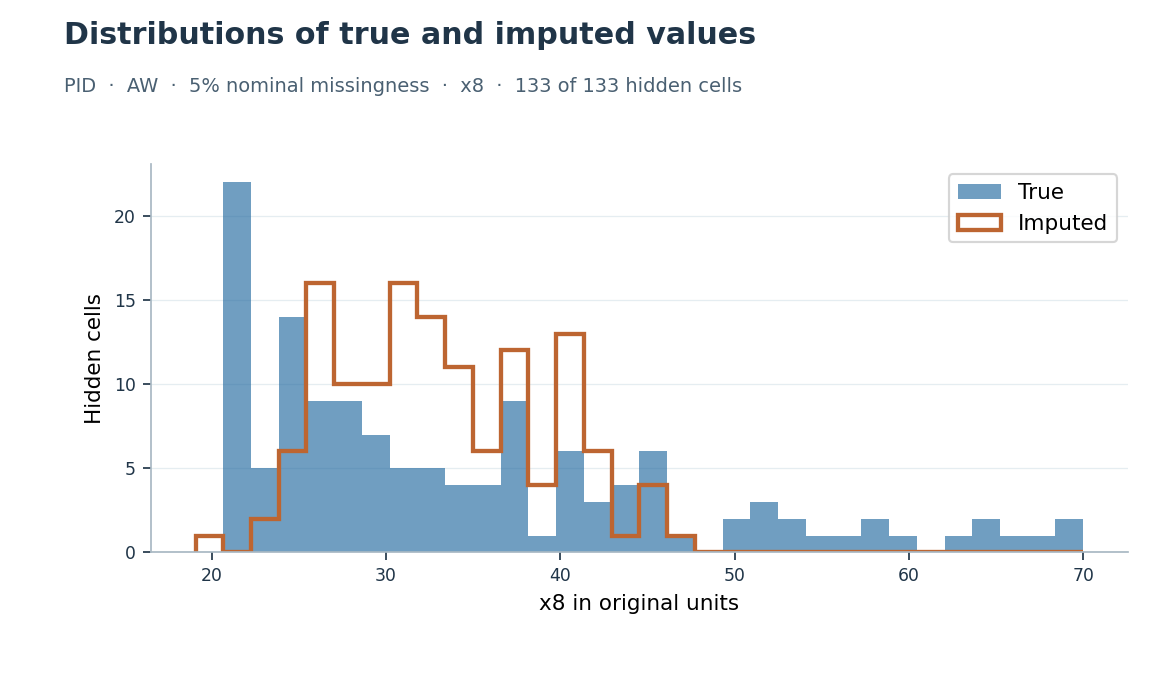 Distributions of true and imputed values
PID · AW · 5% nominal missingness · x8 · 133 of 133 hidden cells
True
Imputed
Hidden cells
20
15
10
5
0
20 30 40 50 60 70
x8 in original units